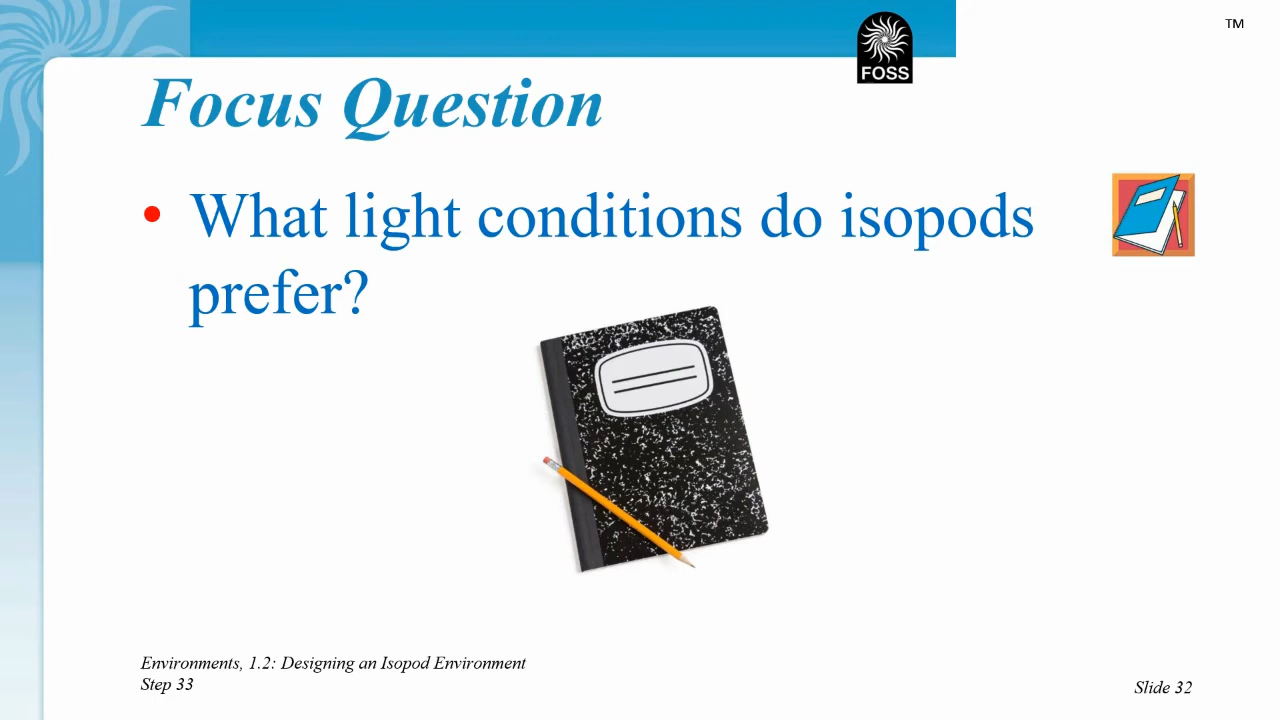 TM
FOSS
Focus Question
• What light conditions do isopods
prefer?
Environments, 1.2: Designing an Isopod Environment
Step 33
Slide 32